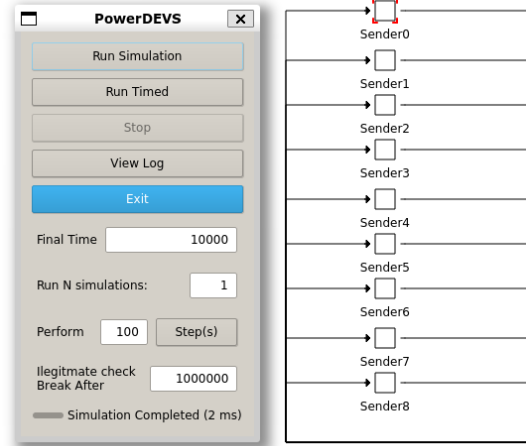 PowerDEVS
Run Simulation
Run Timed
Stop
View Log
Exit
Final Time 10000
Run N simulations: 1
Perform 100 Step(s)
Ilegitmate check
Break After 1000000
Simulation Completed (2 ms)
Sender0
Sender1
Sender2
Sender3
Sender4
Sender5
Sender6
Sender7
Sender8